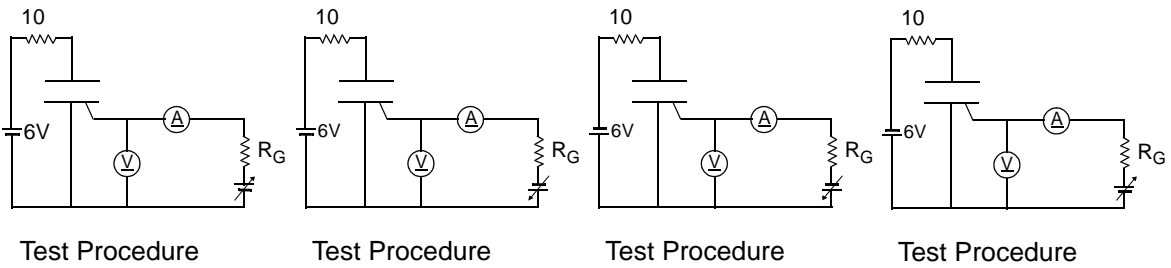 10 10 10 10
6V 6V 6V 6V
A A A A
V V V V
RG RG RG RG
Test Procedure Test Procedure Test Procedure Test Procedure